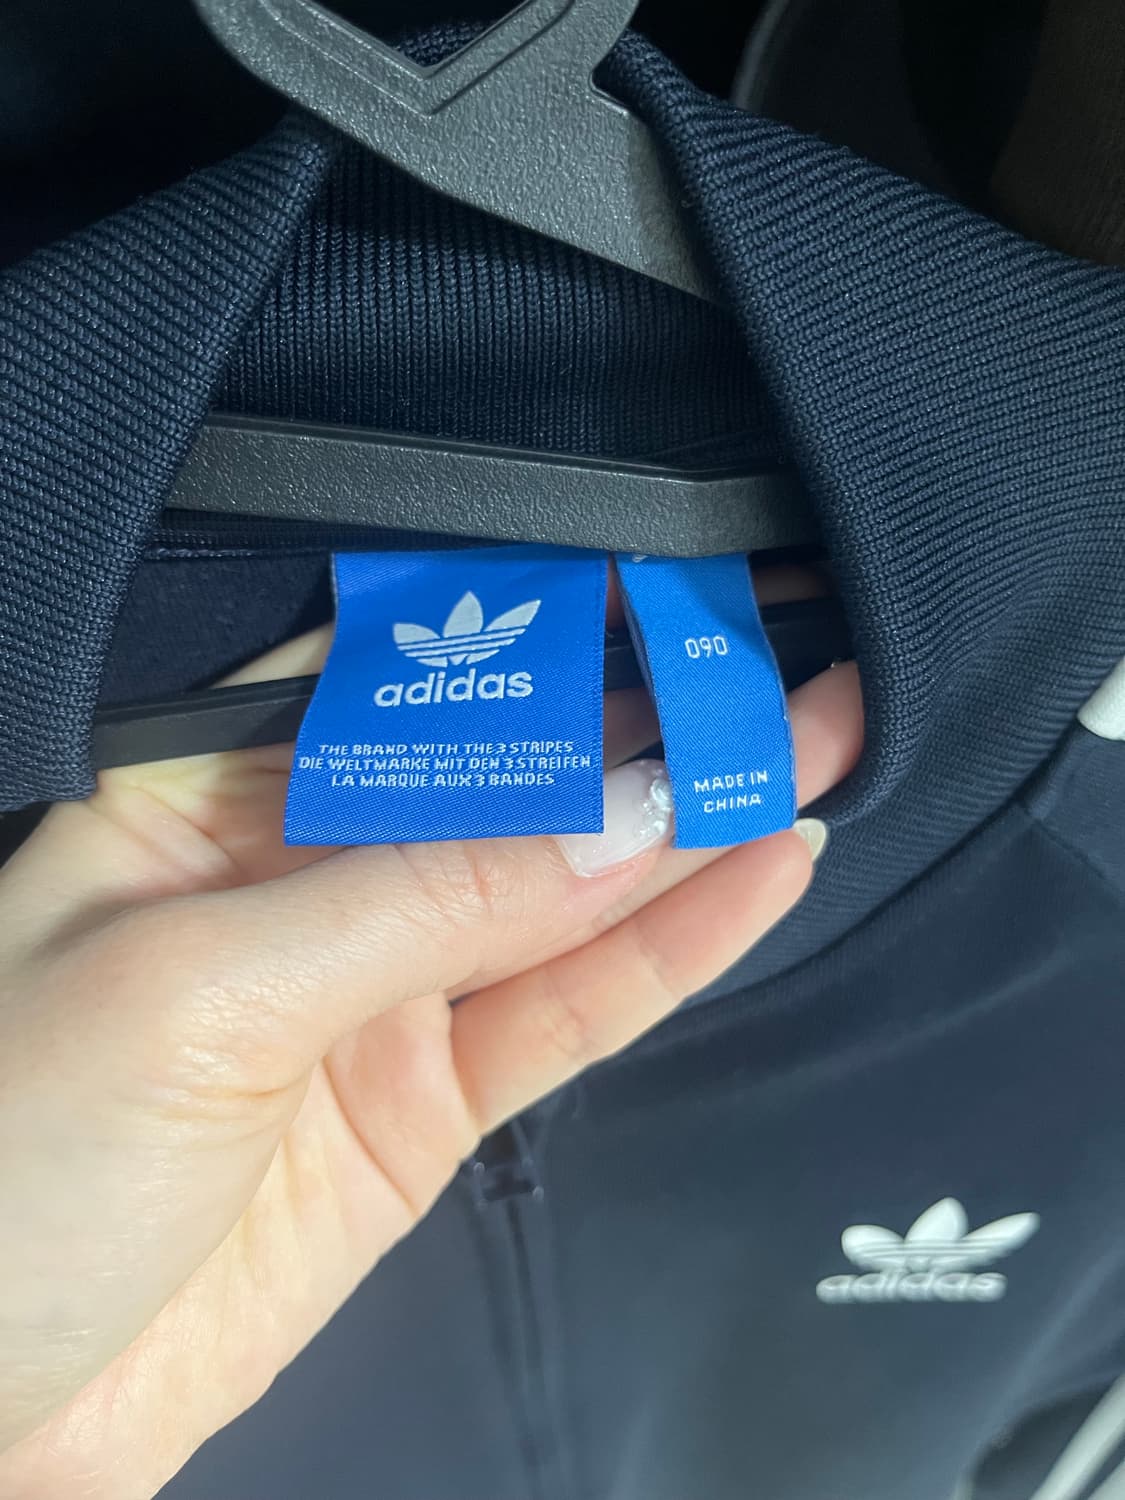 adidas
THE BRAND WITH THE 3 STRIPES
DIE WELTMARKE MIT DEN 3 STREIFEN
LA MARQUE AUX 3 BANDES
090
MADE IN
CHINA
adidas